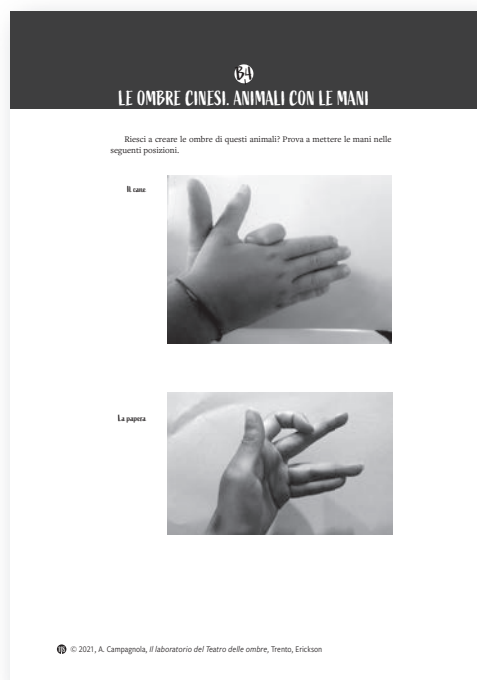 B4
LE OMBRE CINESI. ANIMALI CON LE MANI
Riesci a creare le ombre di questi animali? Prova a mettere le mani nelle
seguenti posizioni.
Il cane
La papera
© 2021, A. Campagnola, Il laboratorio del Teatro delle ombre, Trento, Erickson